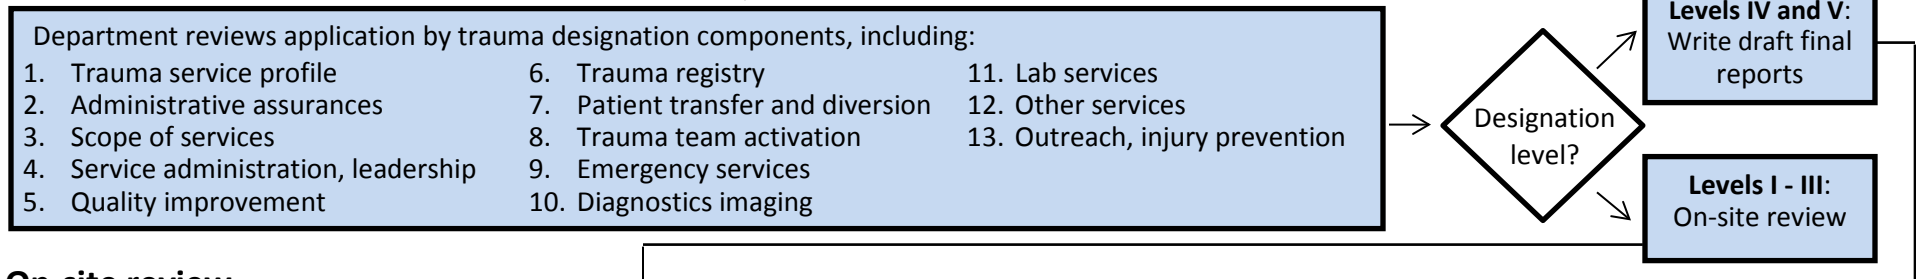 Department reviews application by trauma designation components, including:
1. Trauma service profile
2. Administrative assurances
3. Scope of services
4. Service administration, leadership
5. Quality improvement
6. Trauma registry
7. Patient transfer and diversion
8. Trauma team activation
9. Emergency services
10. Diagnostics imaging
11. Lab services
12. Other services
13. Outreach, injury prevention
Designation
level?
Levels IV and V:
Write draft final
reports
Levels I - III:
On-site review
On-site review